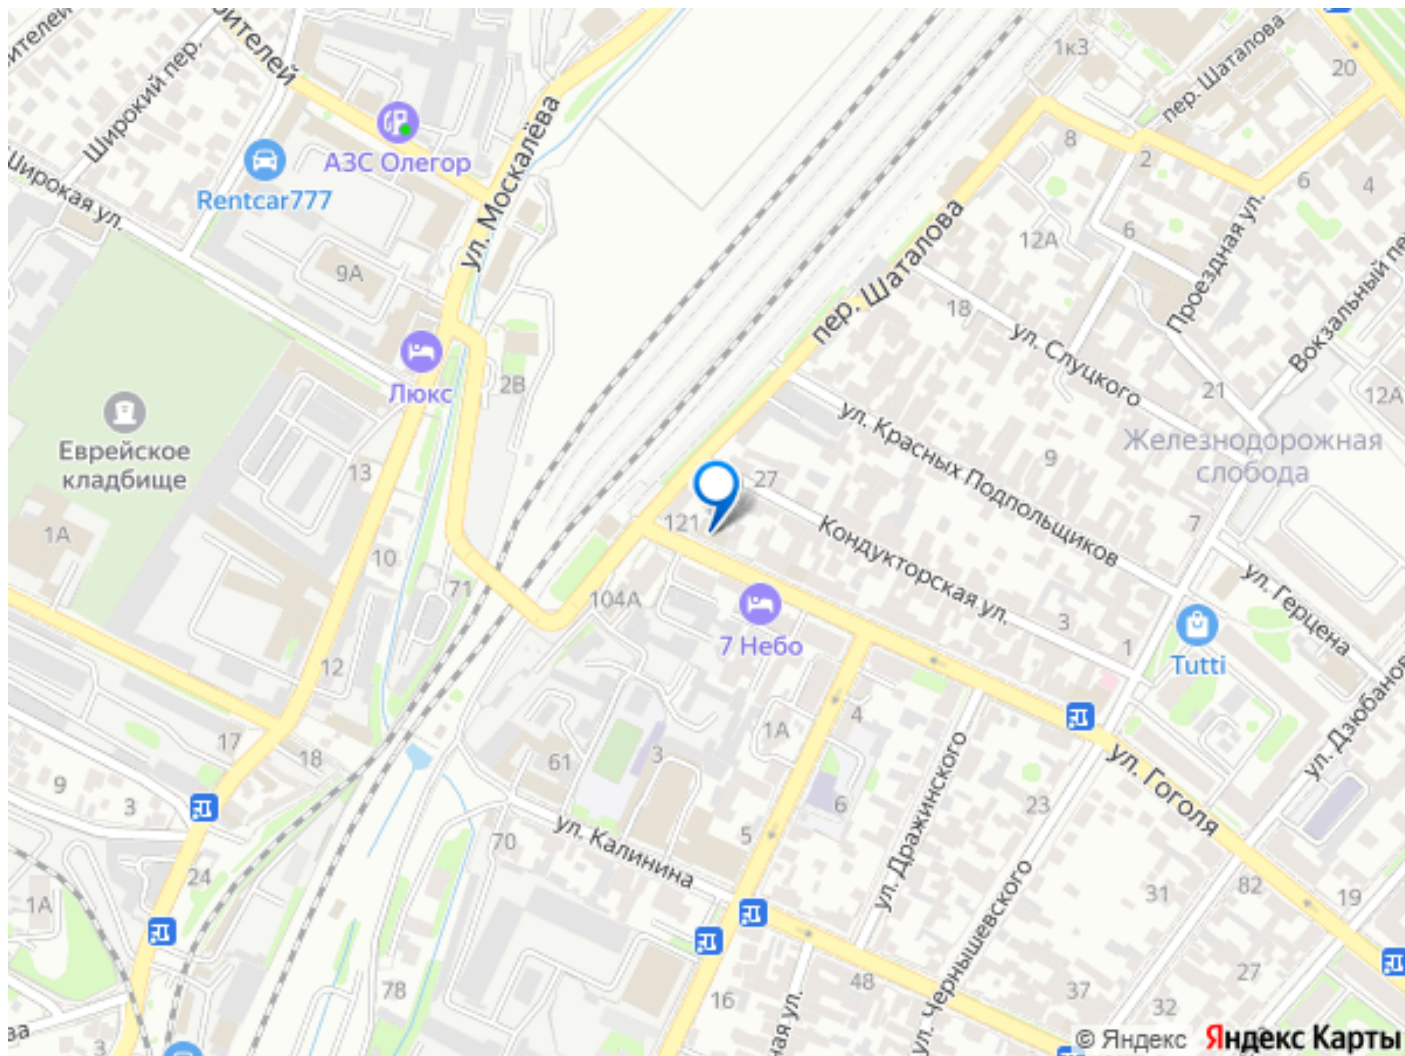 1к3
пер. Шаталова
20
Широкий пер.
АЗС Олегор
ул. Москалёва
Rentcar777
8
2
6
4
Широкая ул.
6
12А
Проездная ул.
9А
пер. Шаталова
18
ул. Слуцкого
Люкс
2В
21
12А
Еврейское
кладбище
ул. Красных Подпольщиков
Железнодорожная
слобода
13
9
27
1А
121
Кондукторская ул.
7
10
71
104А
ул. Герцена
7 Небо
3
1
Tutti
12
17
18
61
3
1А
4
ул. Гоголя
9
3
6
ул. Дражинского
23
70
ул. Калинина
5
24
1А
31
82
19
ул. Чернышевского
78
48
16
37
32
27
3
© Яндекс Яндекс Карты